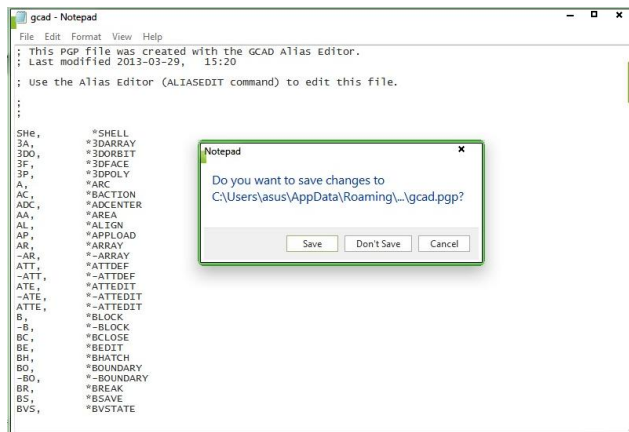 gcad - Notepad
File Edit Format View Help
; This PGP file was created with the GCAD Alias Editor.
; Last modified 2013-03-29, 15:20
; Use the Alias Editor (ALIASEDIT command) to edit this file.
;
;
SHe, *SHELL
3A, *3DARRAY
3DO, *3DORBIT
3F, *3DFACE
3P, *3DPOLY
A, *ARC
AC, *BACTION
ADC, *ADCENTER
AA, *AREA
AL, *ALIGN
AP, *APPLOAD
AR, *ARRAY
-AR, *-ARRAY
ATT, *ATTDEF
-ATT, *-ATTDEF
ATE, *ATTEDIT
-ATE, *-ATTEDIT
ATTE, *-ATTEDIT
B, *BLOCK
-B, *-BLOCK
BC, *BCLOSE
BE, *BEDIT
BH, *BHATCH
BO, *BOUNDARY
-BO, *-BOUNDARY
BR, *BREAK
BS, *BSAVE
BVS, *BVSTATE
Notepad
Do you want to save changes to
C:\Users\asus\AppData\Roaming\...\gcad.pgp?
Save Don't Save Cancel